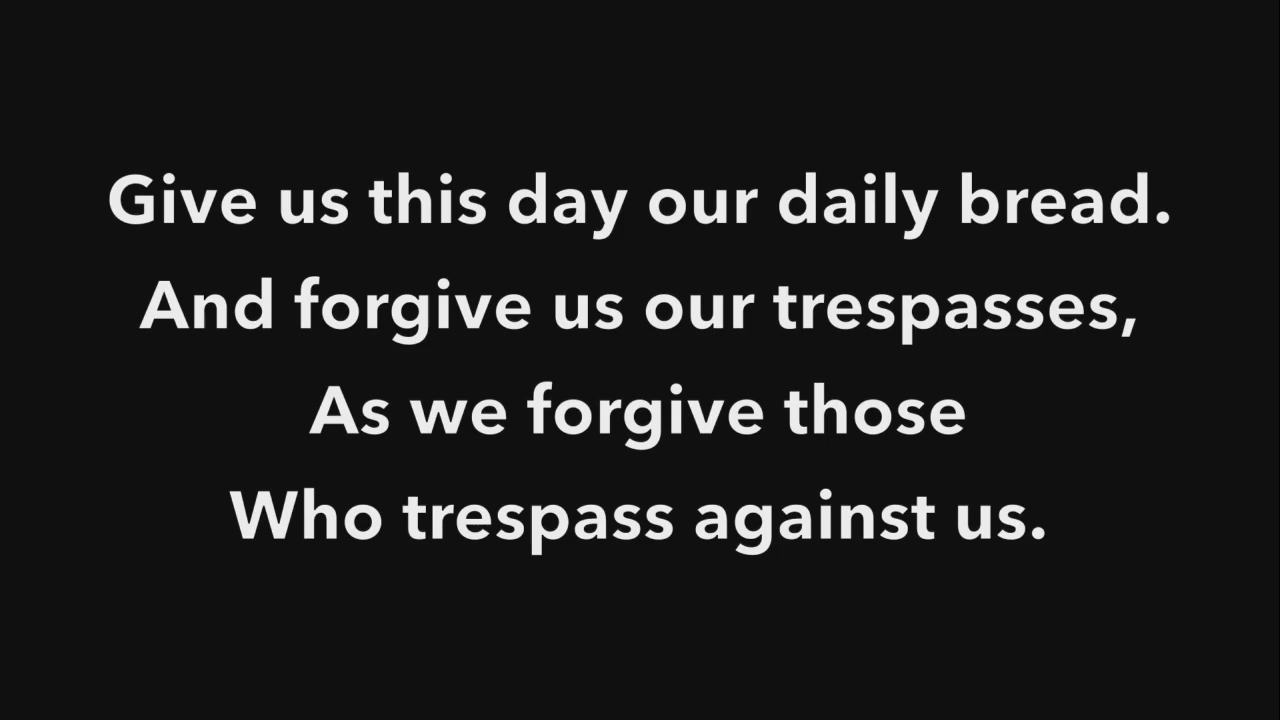 Give us this day our daily bread.
And forgive us our trespasses,
As we forgive those
Who trespass against us.